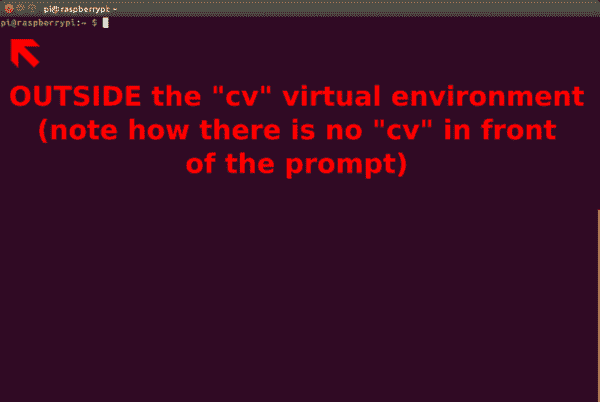 pi@raspberrypi: ~
pi@raspberrypi:~ $
OUTSIDE the "cv" virtual environment
(note how there is no "cv" in front
of the prompt)